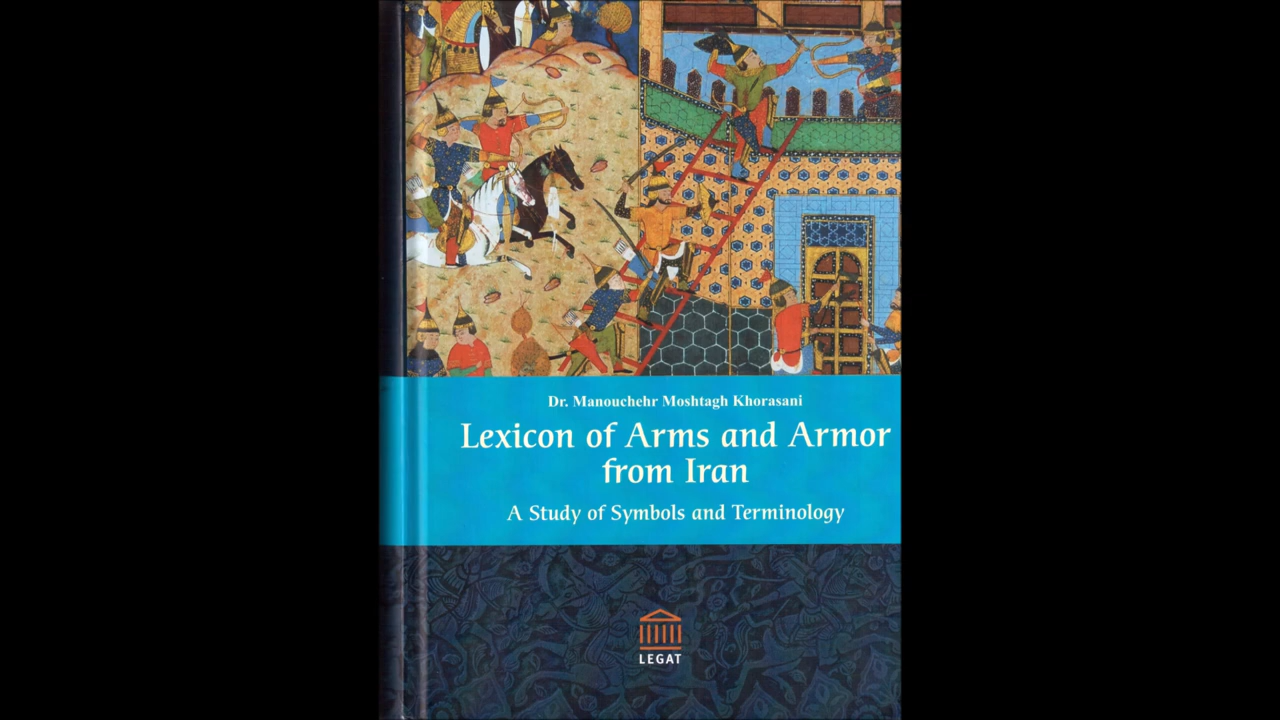 Dr. Manouchehr Moshtagh Khorasani
Lexicon of Arms and Armor
from Iran
A Study of Symbols and Terminology
LEGAT